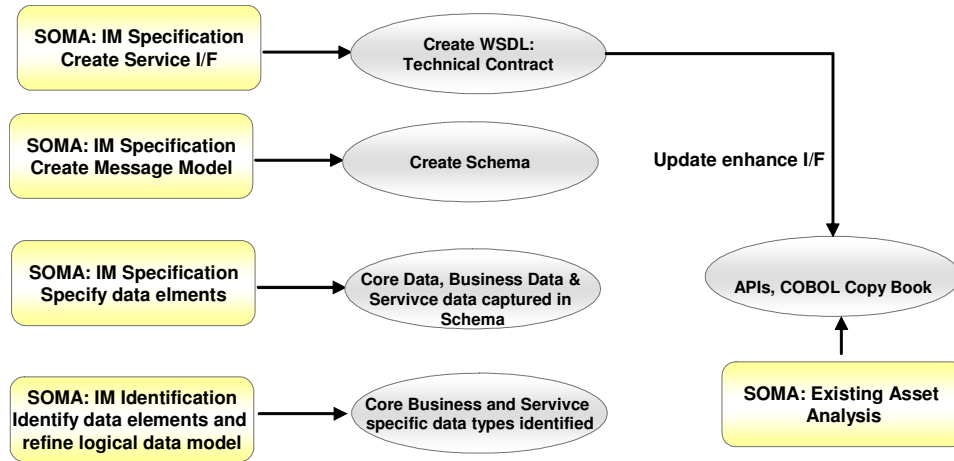 SOMA: IM Specification
Create Service I/F
Create WSDL:
Technical Contract
SOMA: IM Specification
Create Message Model
Create Schema
Update enhance I/F
SOMA: IM Specification
Specify data elments
Core Data, Business Data &
Servivce data captured in
Schema
APIs, COBOL Copy Book
SOMA: IM Identification
Identify data elements and
refine logical data model
Core Business and Servivce
specific data types identified
SOMA: Existing Asset
Analysis